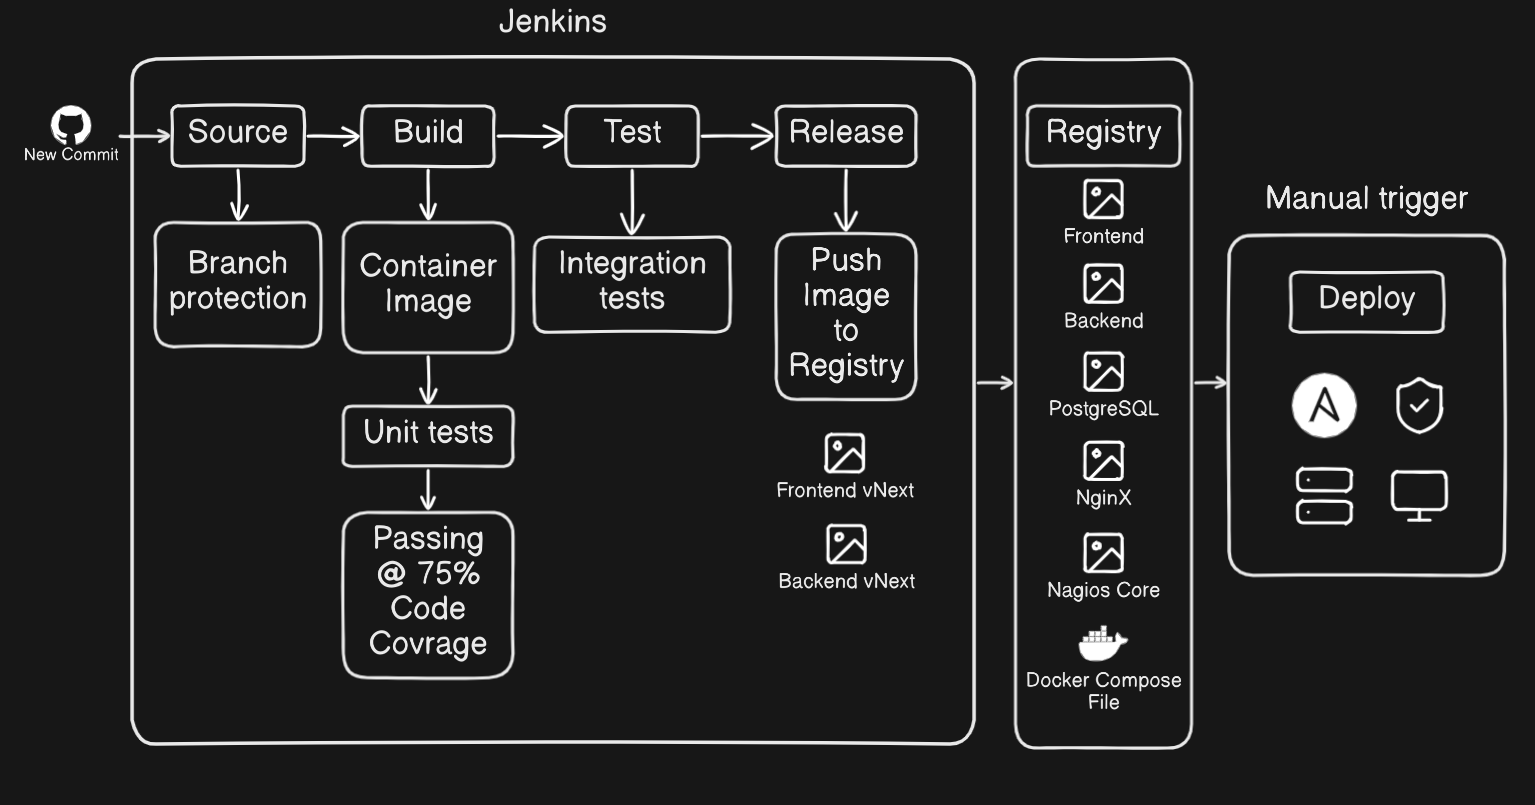 Jenkins
New Commit
Source
Build
Test
Release
Branch
protection
Container
Image
Unit tests
Passing
@ 75%
Code
Covrage
Integration
tests
Push
Image
to
Registry
Frontend vNext
Backend vNext
Registry
Frontend
Backend
PostgreSQL
NginX
Nagios Core
Docker Compose
File
Manual trigger
Deploy